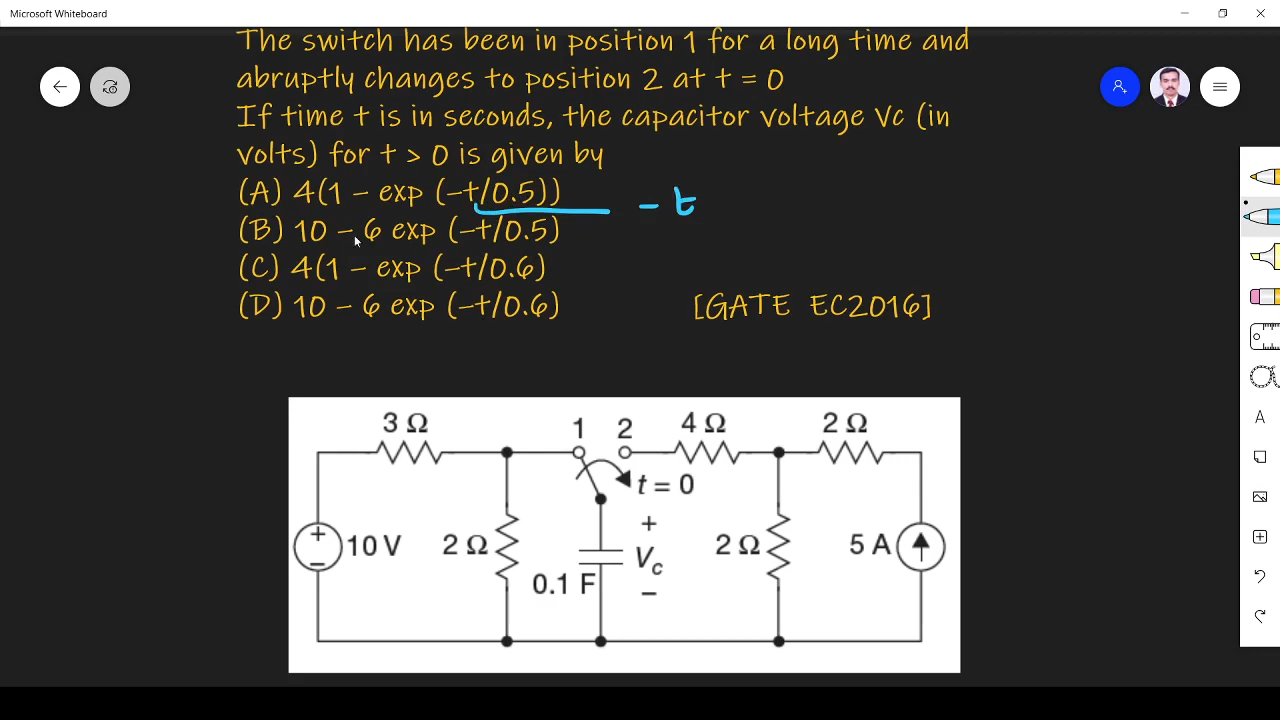 Microsoft Whiteboard
The switch has been in position 1 for a long time and
abruptly changes to position 2 at t = 0
If time t is in seconds, the capacitor voltage Vc (in
volts) for t > 0 is given by
(A) 4(1 - exp (-t/0.5))
- t
(B) 10 - 6 exp (-t/0.5)
(C) 4(1 - exp (-t/0.6)
(D) 10 - 6 exp (-t/0.6) [GATE EC2016]
3 Ω 1 2 4 Ω 2 Ω
t = 0
+
+ 10 V 2 Ω Vc 2 Ω 5 A
−
0.1 F −
A